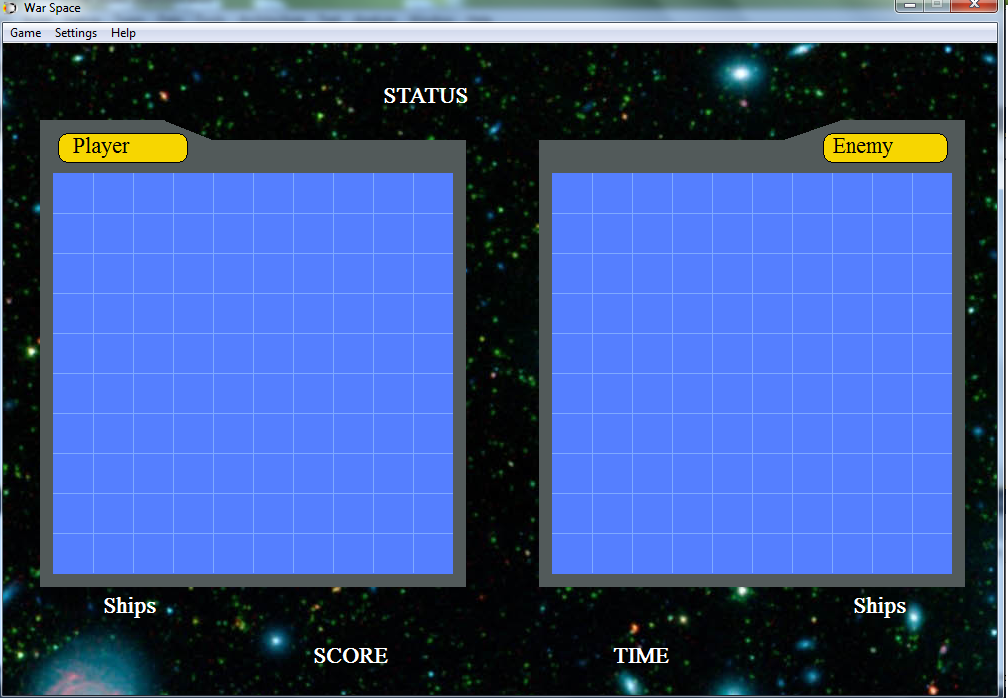 War Space
Game Settings Help
STATUS
Player
Enemy
Ships
Ships
SCORE
TIME